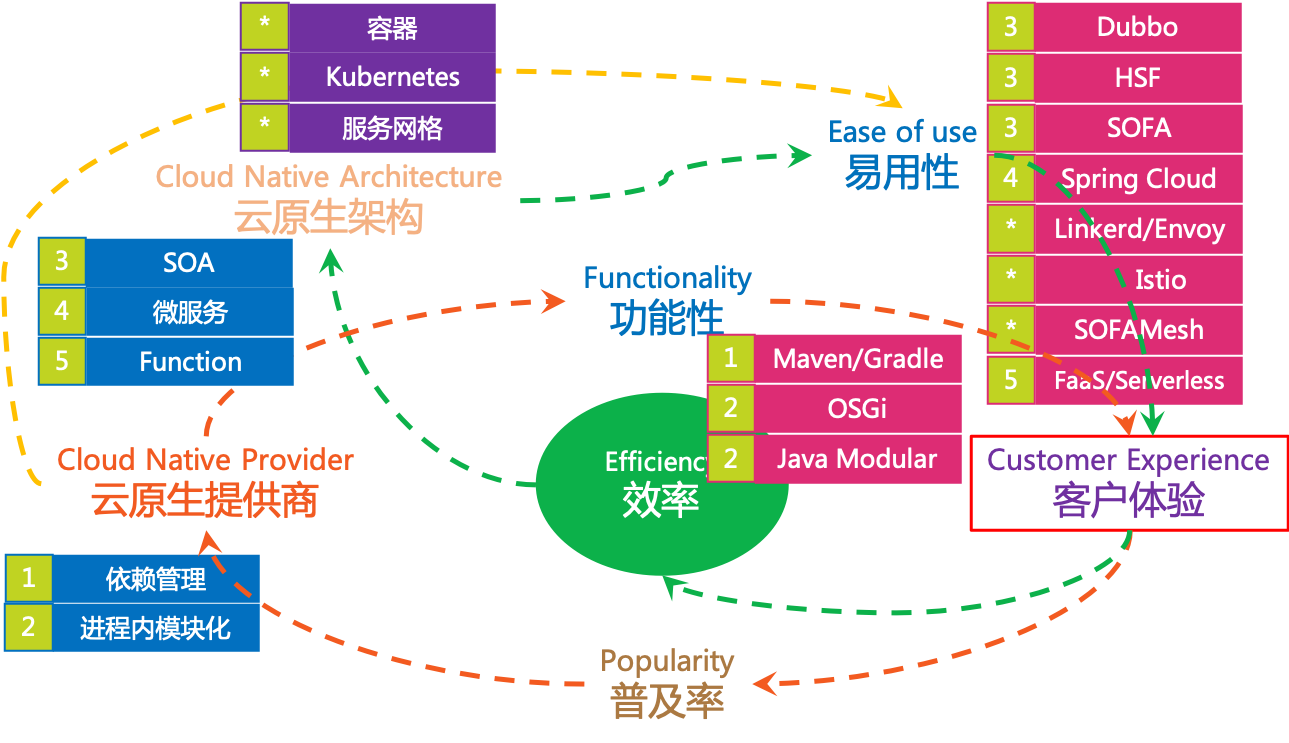 * 容器
* Kubernetes
* 服务网格
Cloud Native Architecture
云原生架构
3 Dubbo
3 HSF
3 SOFA
4 Spring Cloud
* Linkerd/Envoy
* Istio
* SOFAMesh
5 FaaS/Serverless
Ease of use
易用性
3 SOA
4 微服务
5 Function
Functionality
功能性
1 Maven/Gradle
2 OSGi
2 Java Modular
Cloud Native Provider
云原生提供商
Efficiency
效率
Customer Experience
客户体验
1 依赖管理
2 进程内模块化
Popularity
普及率